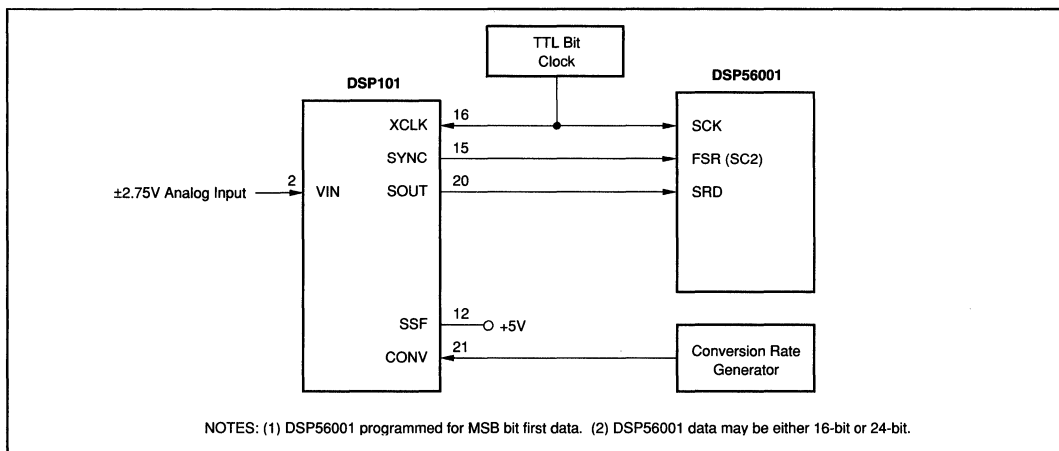 TTL Bit
Clock
DSP101
DSP56001
XCLK
16
SCK
SYNC
15
FSR (SC2)
±2.75V Analog Input
2
VIN
SOUT
20
SRD
SSF
12
+5V
CONV
21
Conversion Rate
Generator
NOTES: (1) DSP56001 programmed for MSB bit first data. (2) DSP56001 data may be either 16-bit or 24-bit.